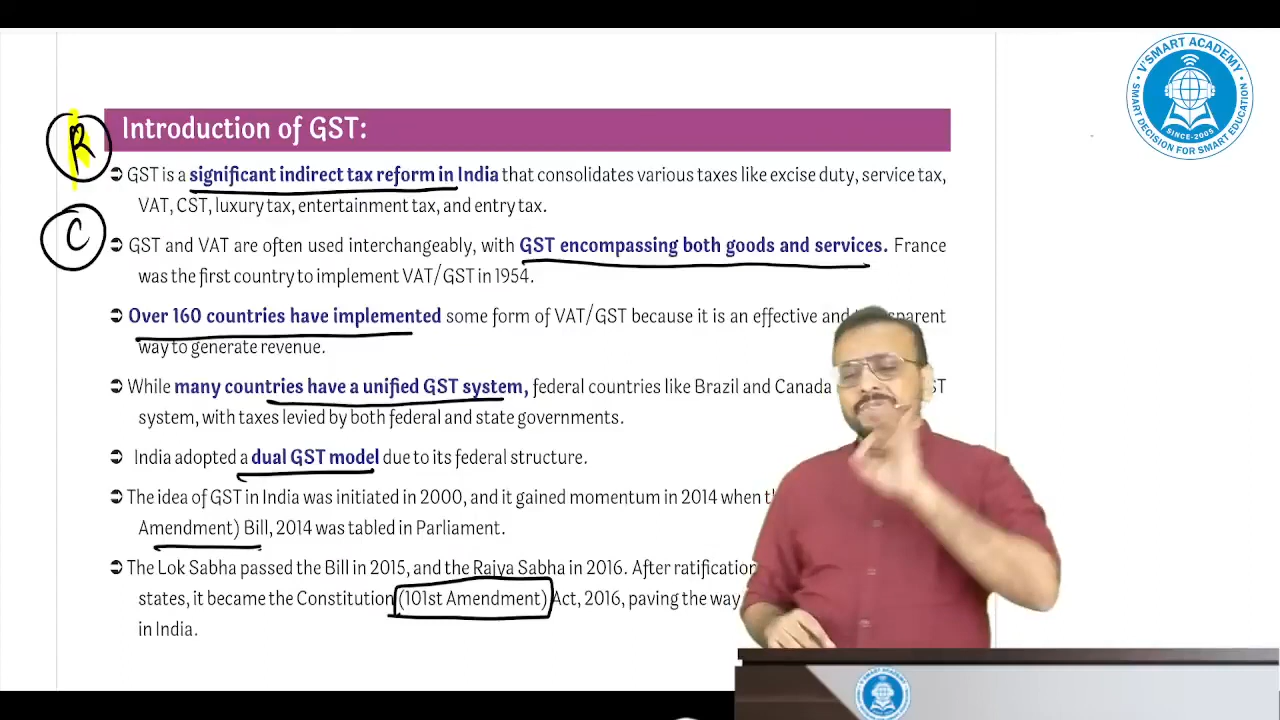 V'SMART ACADEMY
SMART DECISION FOR SMART EDUCATION
SINCE-2005
R
Introduction of GST:
➲ GST is a significant indirect tax reform in India that consolidates various taxes like excise duty, service tax,
VAT, CST, luxury tax, entertainment tax, and entry tax.
C
➲ GST and VAT are often used interchangeably, with GST encompassing both goods and services. France
was the first country to implement VAT/GST in 1954.
➲ Over 160 countries have implemented some form of VAT/GST because it is an effective and
way to generate revenue.
➲ While many countries have a unified GST system, federal countries like Brazil and Canada
system, with taxes levied by both federal and state governments.
➲ India adopted a dual GST model due to its federal structure.
➲ The idea of GST in India was initiated in 2000, and it gained momentum in 2014 when
Amendment) Bill, 2014 was tabled in Parliament.
➲ The Lok Sabha passed the Bill in 2015, and the Rajya Sabha in 2016. After ratification
states, it became the Constitution (101st Amendment) Act, 2016, paving the way
in India.